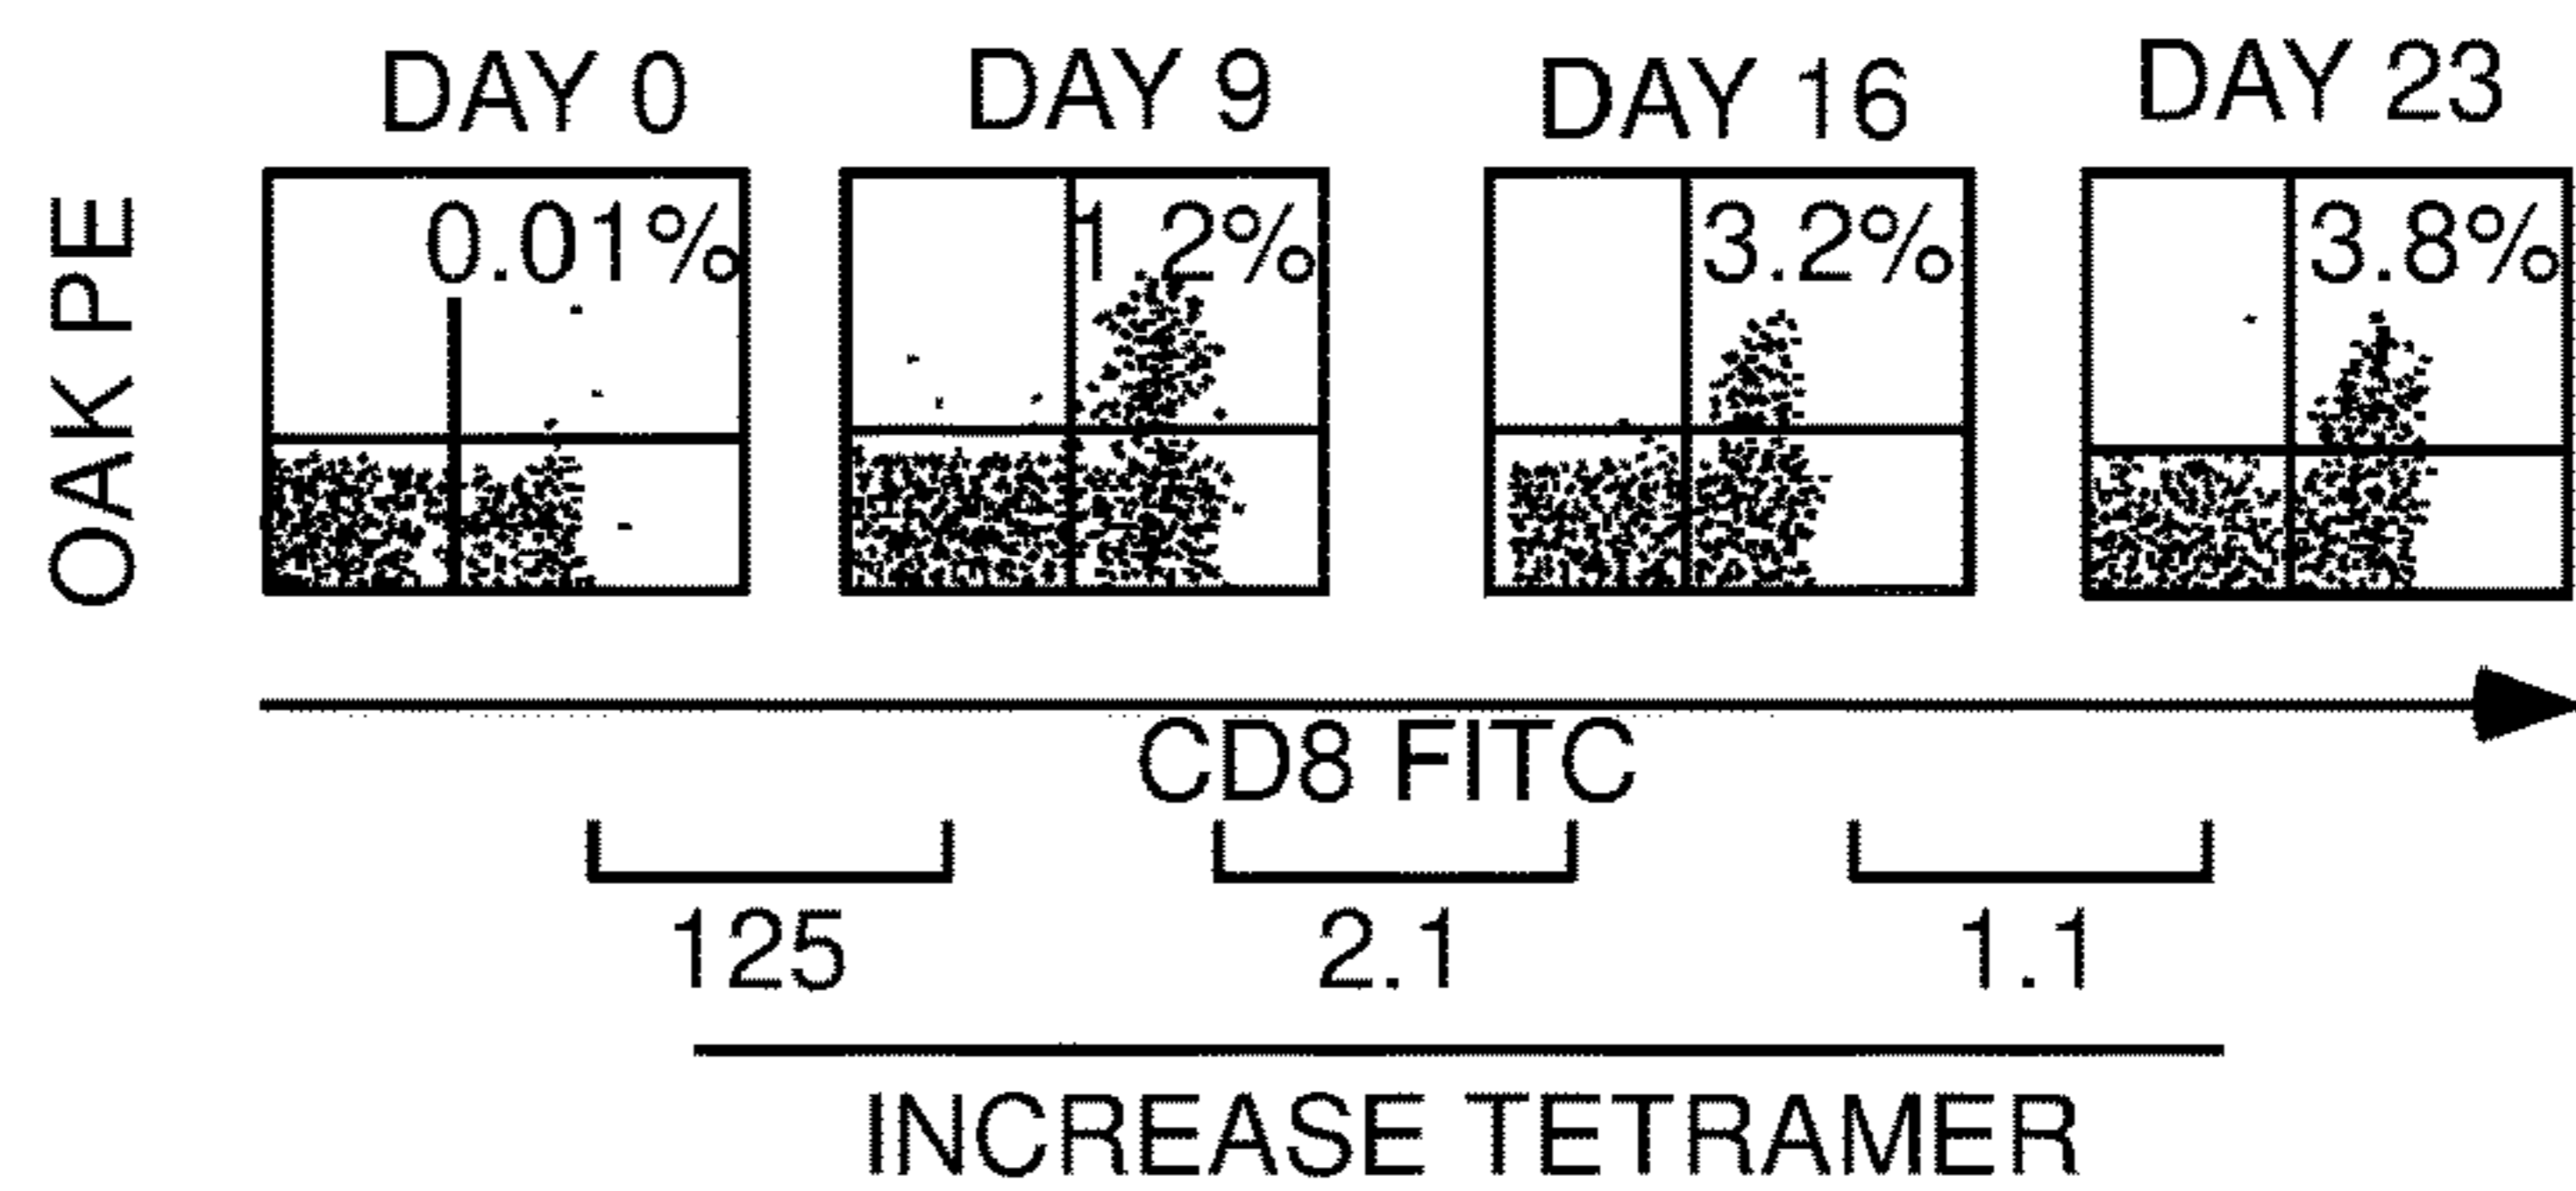 DAY 0 DAY 9 DAY 16 DAY 23
OAK PE
0.01% 1.2% 3.2% 3.8%
CD8 FITC
125 2.1 1.1
INCREASE TETRAMER